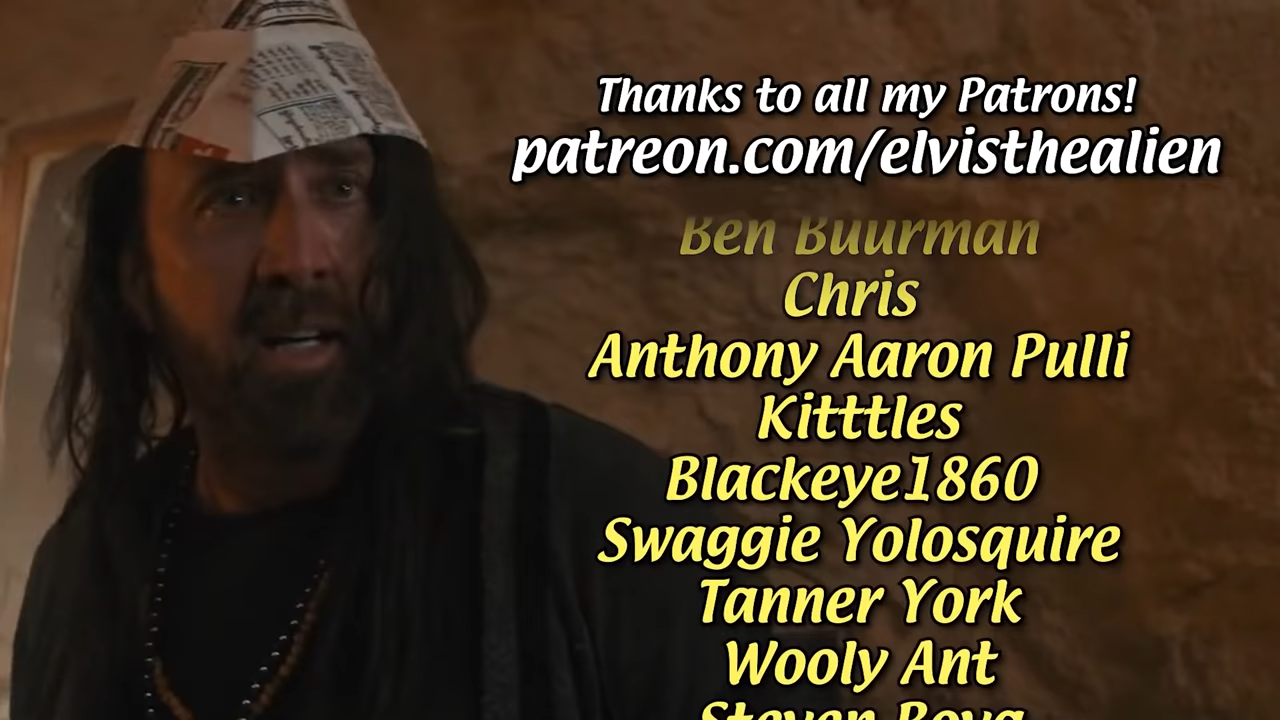 Thanks to all my Patrons!
patreon.com/elvisthealien
Ben Buurman
Chris
Anthony Aaron Pulli
Kitttles
Blackeye1860
Swaggie Yolosquire
Tanner York
Wooly Ant
Steven